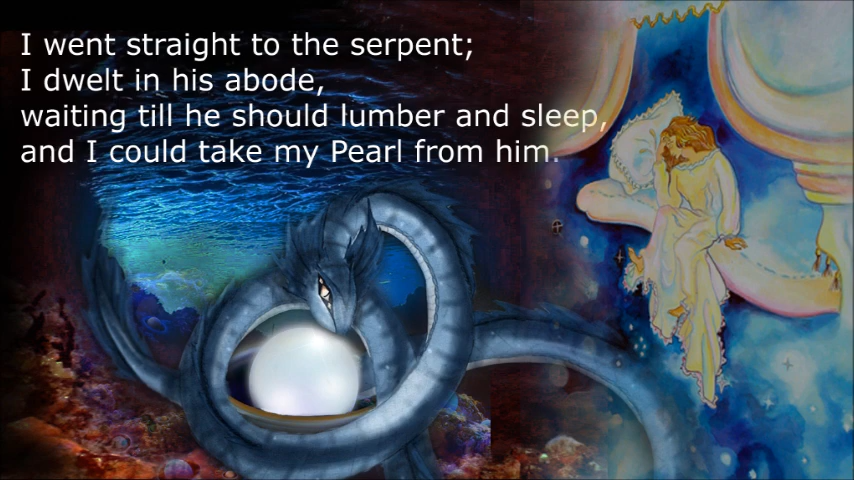 I went straight to the serpent;
I dwelt in his abode,
waiting till he should lumber and sleep,
and I could take my Pearl from him.